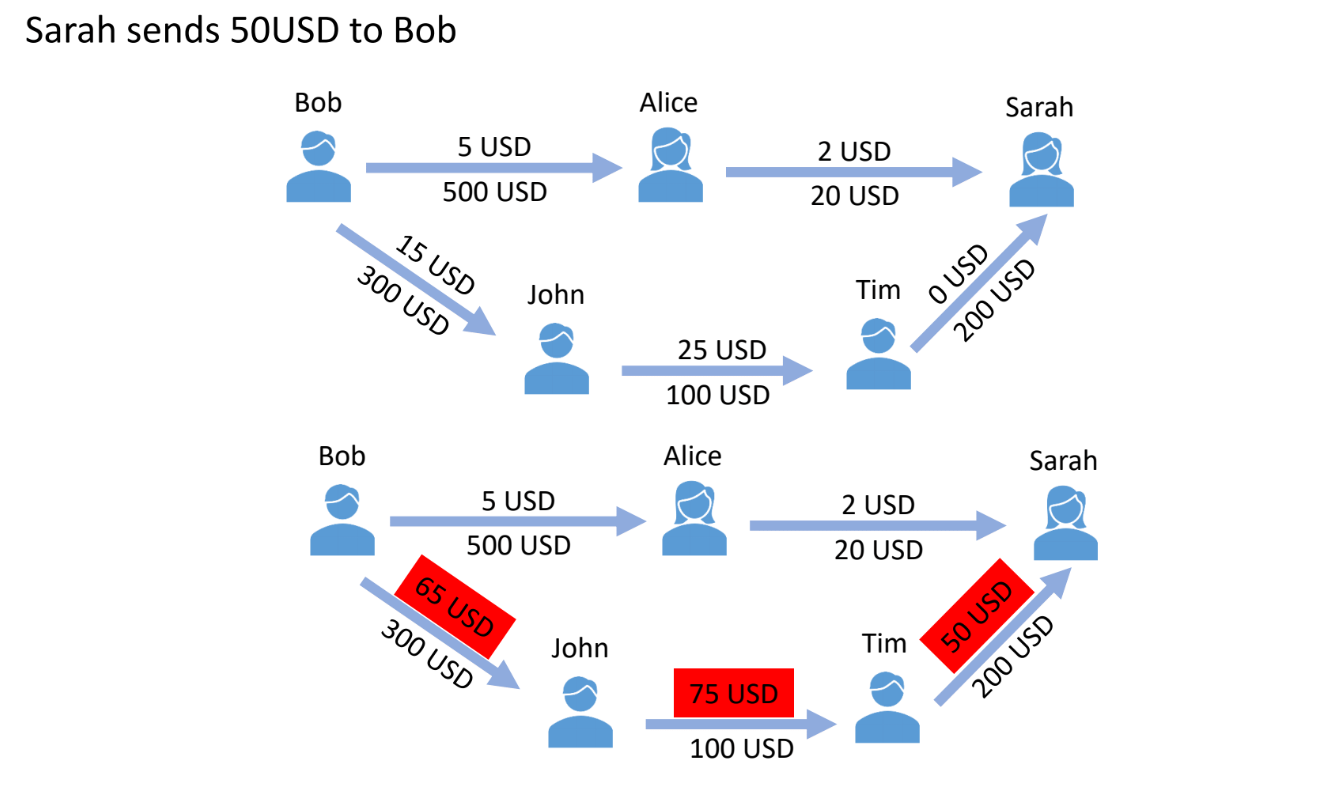 Sarah sends 50USD to Bob
Bob
Alice
Sarah
5 USD
500 USD
2 USD
20 USD
15 USD
300 USD
John
Tim
0 USD
200 USD
25 USD
100 USD
Bob
Alice
Sarah
5 USD
500 USD
2 USD
20 USD
65 USD
300 USD
John
Tim
50 USD
200 USD
75 USD
100 USD